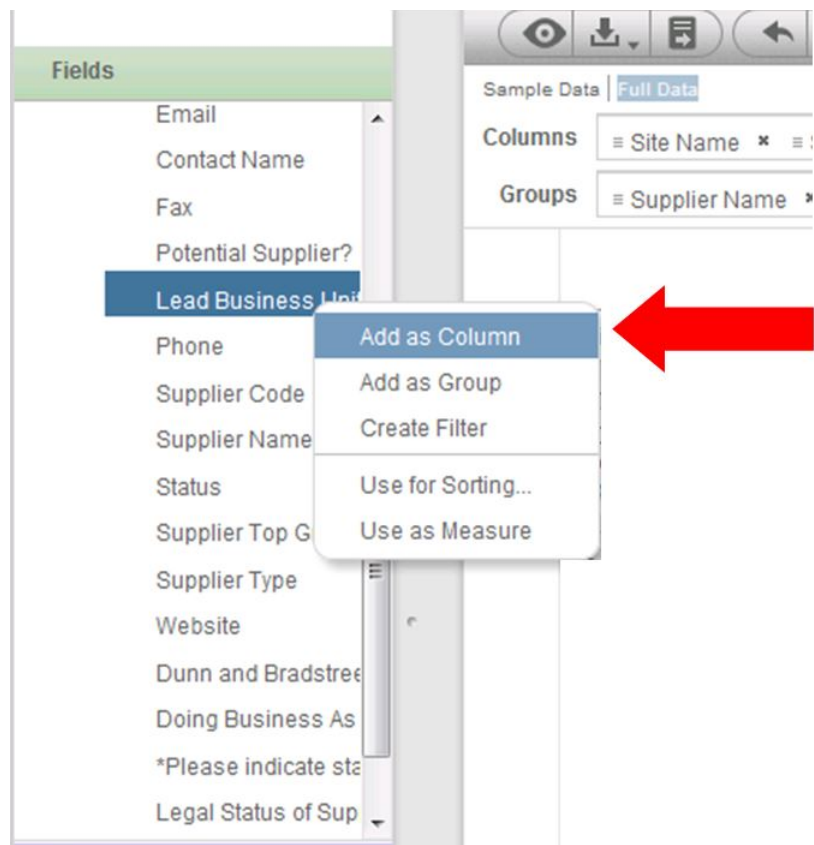 Fields
Email
Contact Name
Fax
Potential Supplier?
Lead Business Unit
Phone
Supplier Code
Supplier Name
Status
Supplier Top G
Supplier Type
Website
Dunn and Bradstree
Doing Business As
*Please indicate sta
Legal Status of Sup
Add as Column
Add as Group
Create Filter
Use for Sorting...
Use as Measure
Sample Data | Full Data
Columns
Site Name
Groups
Supplier Name